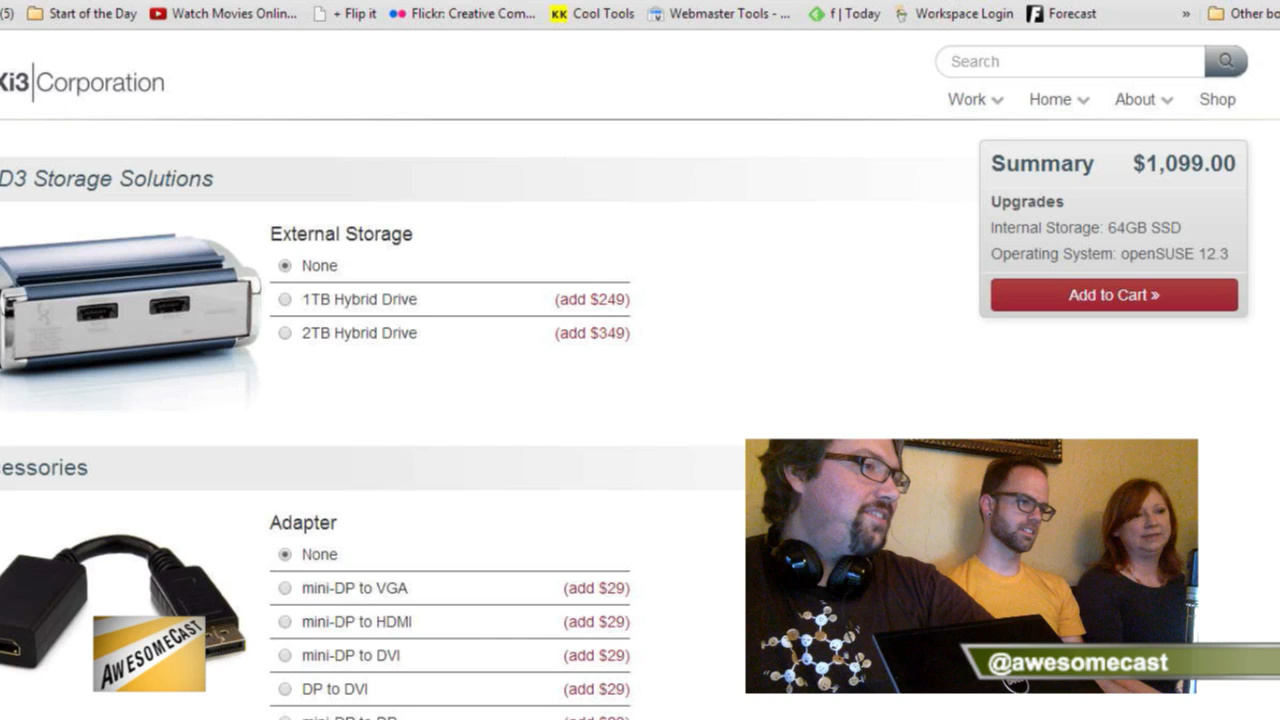 (5) Start of the Day Watch Movies Onlin... + Flip it Flickr: Creative Com... KK Cool Tools Webmaster Tools - ... f | Today Workspace Login Forecast » Other bo
Xi3 Corporation
Search
Work Home About Shop
D3 Storage Solutions
Summary $1,099.00
Upgrades
Internal Storage: 64GB SSD
Operating System: openSUSE 12.3
Add to Cart »
External Storage
None
1TB Hybrid Drive (add $249)
2TB Hybrid Drive (add $349)
cessories
Adapter
None
mini-DP to VGA (add $29)
mini-DP to HDMI (add $29)
mini-DP to DVI (add $29)
DP to DVI (add $29)
AWESOMECAST
@awesomecast